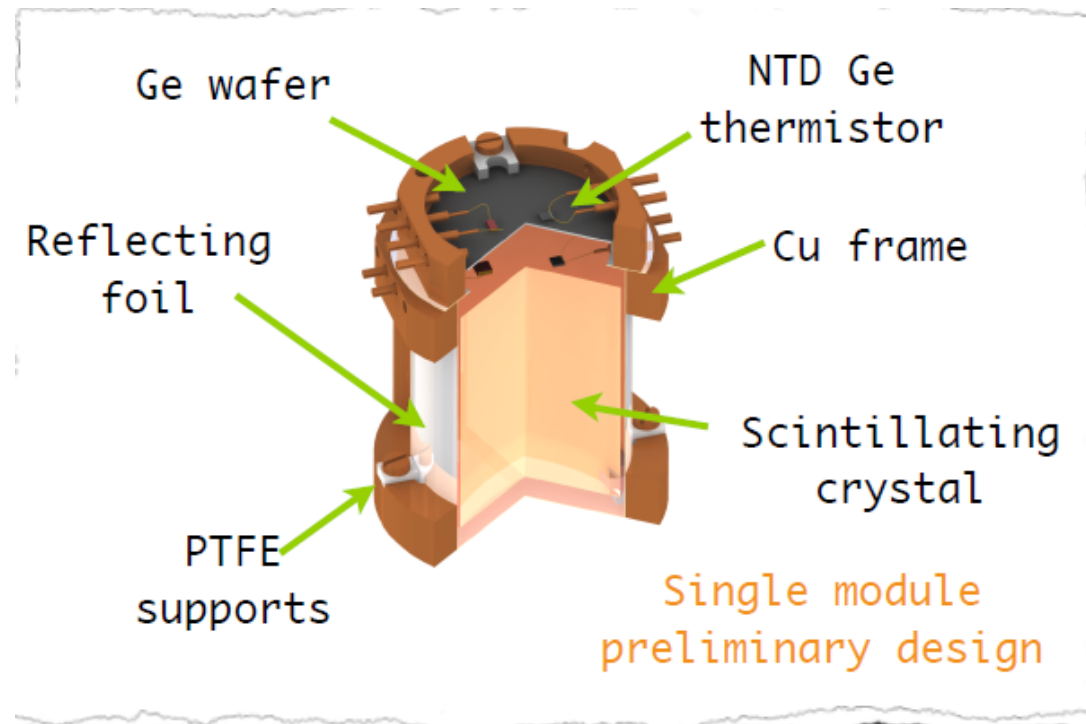 Ge wafer
NTD Ge
thermistor
Reflecting
foil
Cu frame
Scintillating
crystal
PTFE
supports
Single module
preliminary design